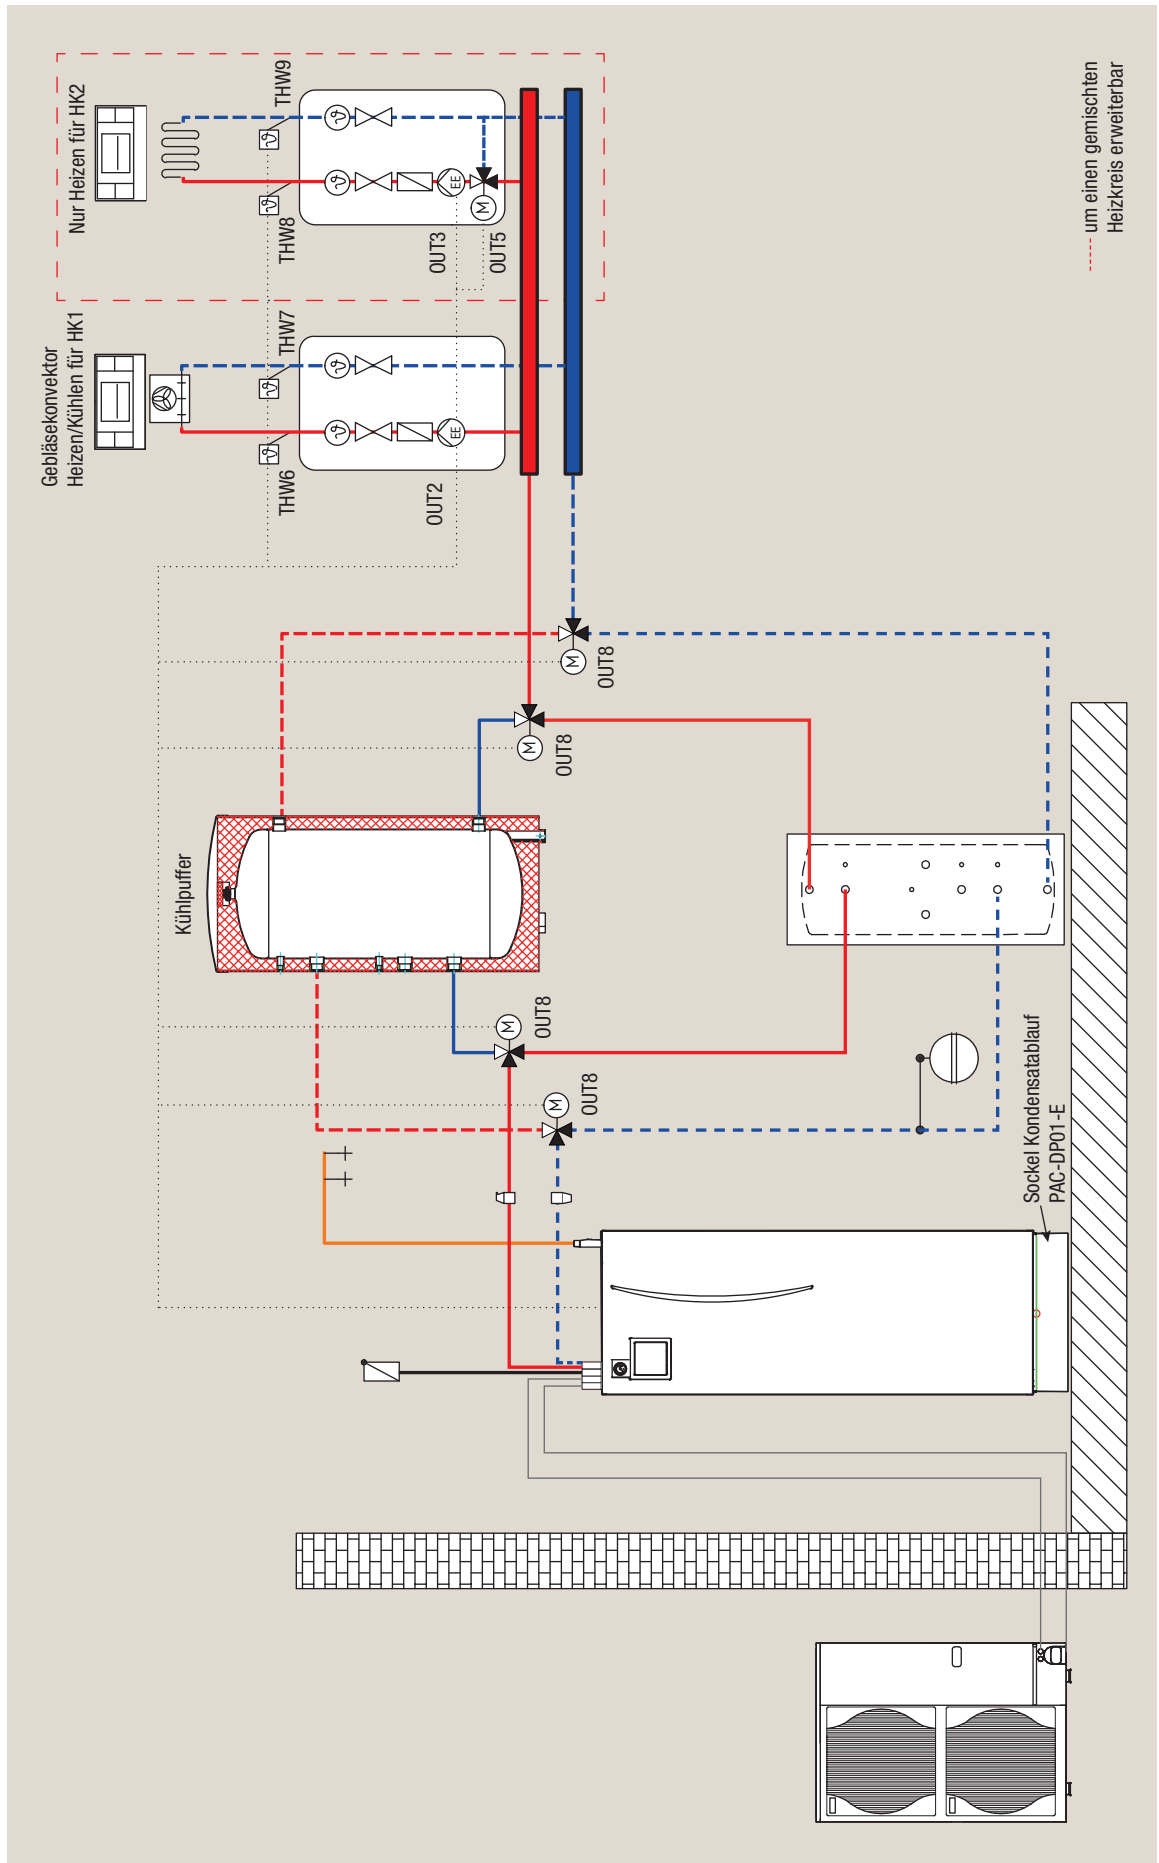 Gebläsekonvektor
Heizen/Kühlen für HK1
Nur Heizen für HK2
THW6
THW7
THW8
THW9
EE
EE
M
OUT2
OUT3
OUT5
Kühlpuffer
M
OUT8
M
OUT8
M
OUT8
M
OUT8
Sockel Kondensatablauf
PAC-DP01-E
um einen gemischten
Heizkreis erweiterbar